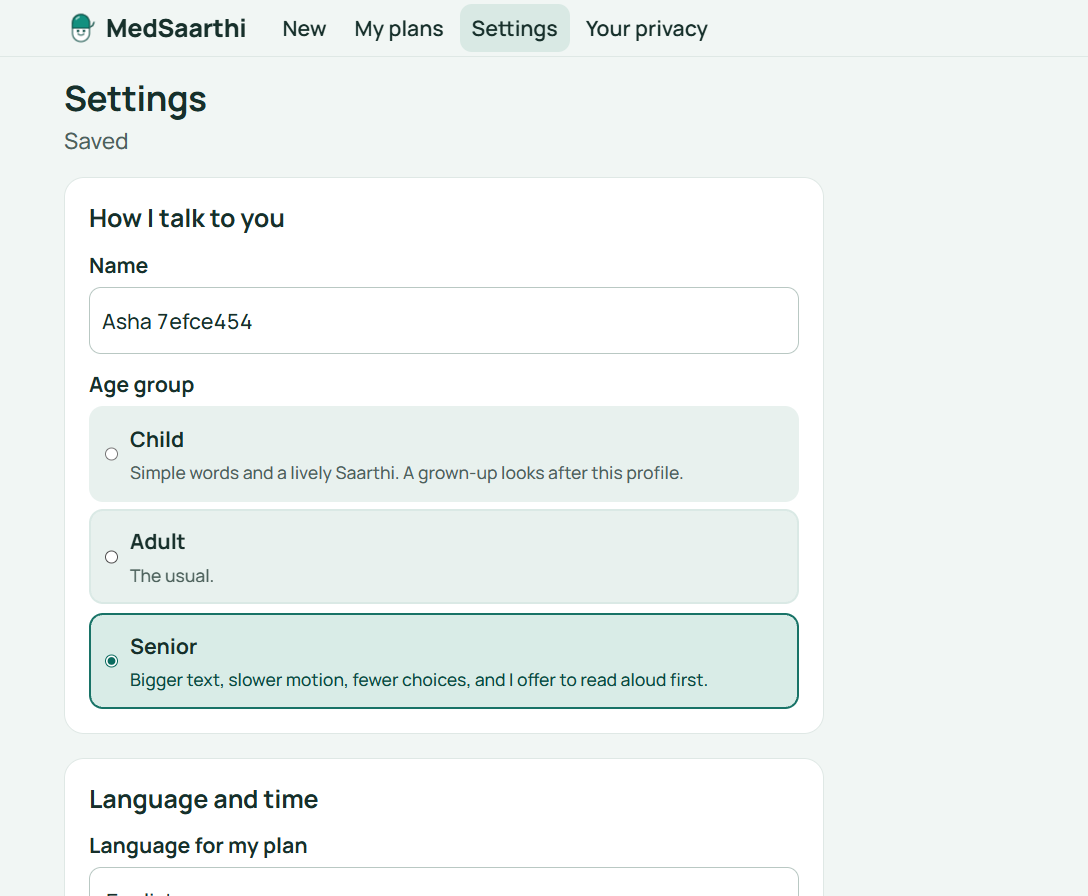 MedSaarthi New My plans Settings Your privacy
Settings
Saved
How I talk to you
Name
Asha 7efce454
Age group
Child
Simple words and a lively Saarthi. A grown-up looks after this profile.
Adult
The usual.
Senior
Bigger text, slower motion, fewer choices, and I offer to read aloud first.
Language and time
Language for my plan